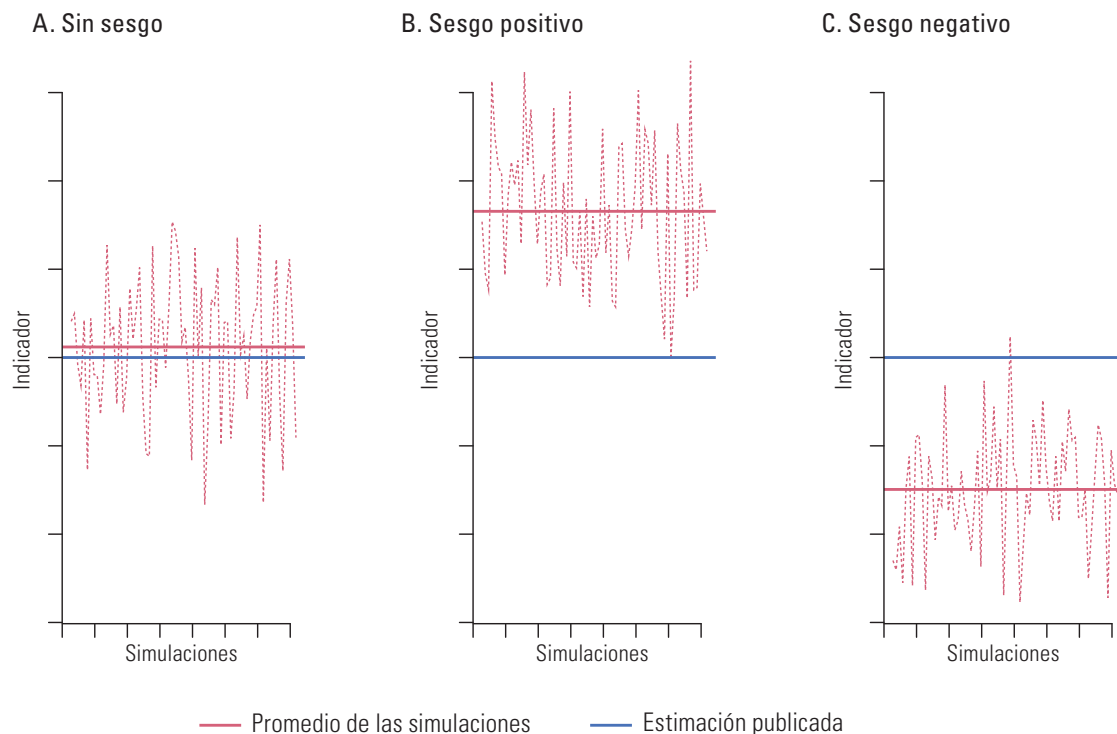 A. Sin sesgo
B. Sesgo positivo
C. Sesgo negativo
Indicador
Indicador
Indicador
Simulaciones
Simulaciones
Simulaciones
Promedio de las simulaciones
Estimación publicada